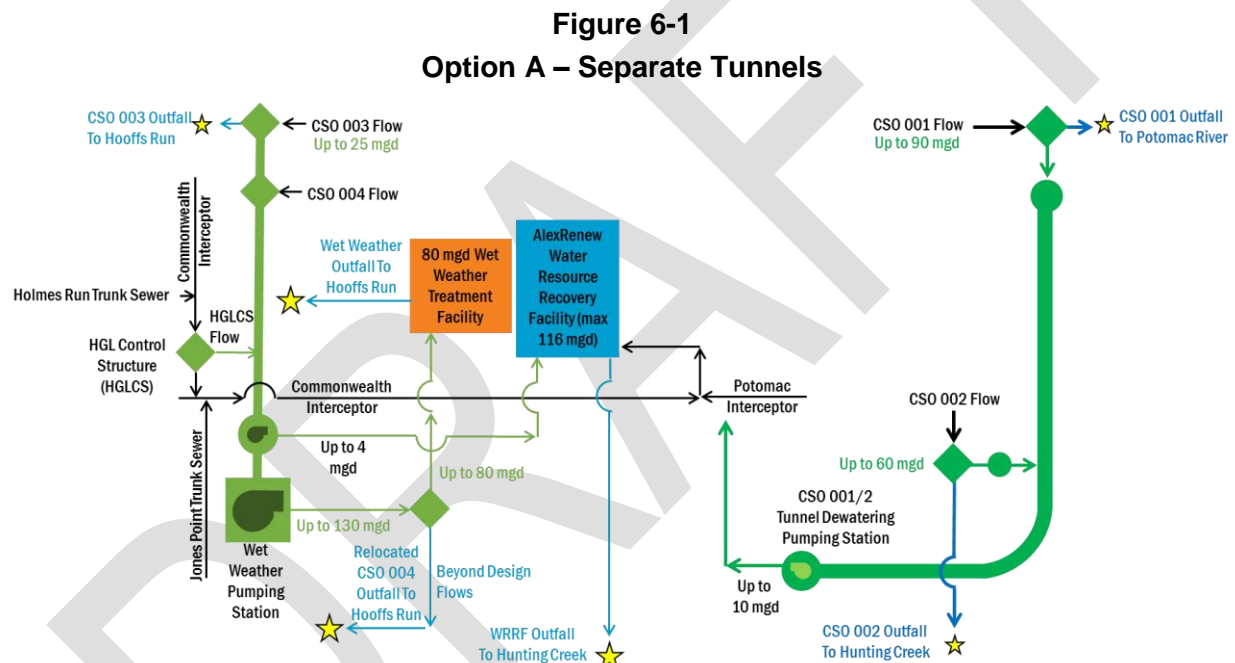 Figure 6-1
Option A – Separate Tunnels
CSO 003 Outfall
To Hooffs Run
CSO 003 Flow
Up to 25 mgd
CSO 004 Flow
Commonwealth
Interceptor
Holmes Run Trunk Sewer
HGLCS
Flow
HGL Control
Structure
(HGLCS)
Wet Weather
Outfall To
Hooffs Run
80 mgd Wet
Weather
Treatment
Facility
AlexRenew
Water
Resource
Recovery
Facility (max
116 mgd)
CSO 001 Flow
Up to 90 mgd
CSO 001 Outfall
To Potomac River
Commonwealth
Interceptor
Potomac
Interceptor
Jones Point Trunk Sewer
Up to 4
mgd
Up to 80 mgd
Up to 130 mgd
Wet
Weather
Pumping
Station
Relocated
CSO 004
Outfall To
Hooffs Run
Beyond Design
Flows
WRRF Outfall
To Hunting Creek
CSO 002 Flow
Up to 60 mgd
CSO 001/2
Tunnel Dewatering
Pumping Station
Up to
10 mgd
CSO 002 Outfall
To Hunting Creek
DRAFT